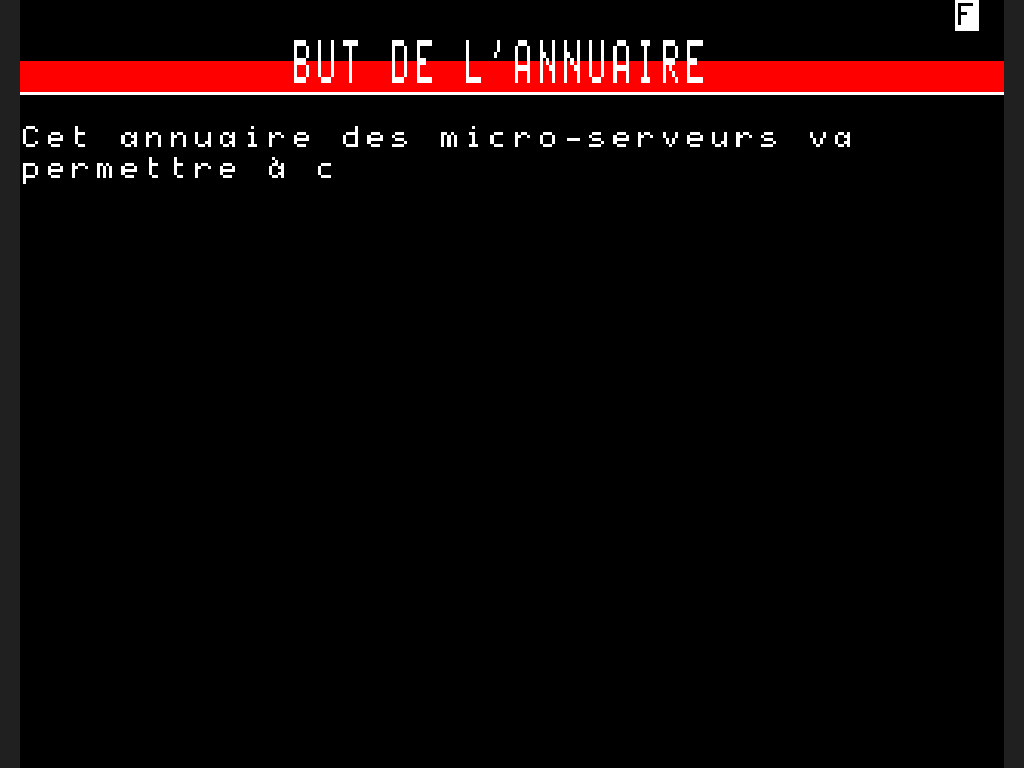 F
BUT DE L'ANNUAIRE
Cet annuaire des micro-serveurs va
permettre à c